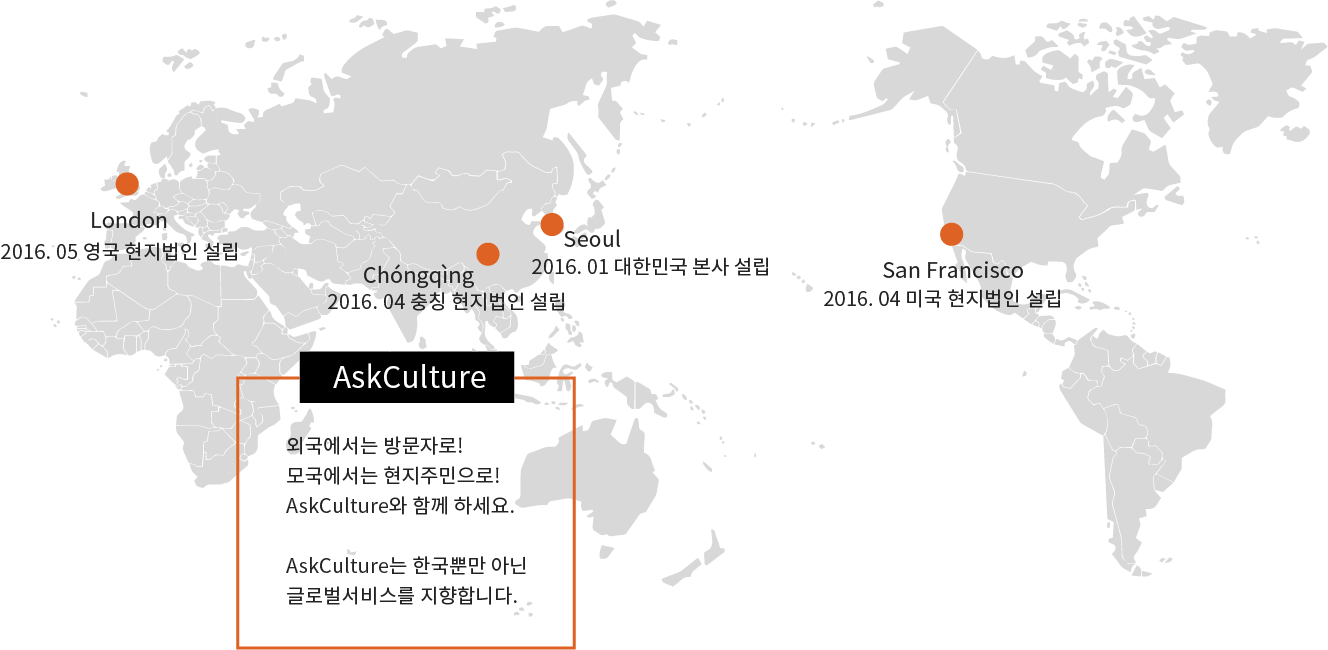 London
2016. 05 영국 현지법인 설립
Seoul
2016. 01 대한민국 본사 설립
Chóngqìng
2016. 04 충칭 현지법인 설립
San Francisco
2016. 04 미국 현지법인 설립
AskCulture
외국에서는 방문자로!
모국에서는 현지주민으로!
AskCulture와 함께 하세요.
AskCulture는 한국뿐만 아닌
글로벌서비스를 지향합니다.